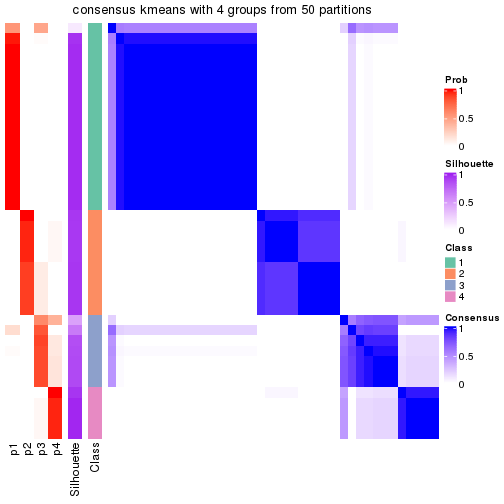 consensus kmeans with 4 groups from 50 partitions
Prob
1
0.5
0
Silhouette
1
0.5
0
Class
1
2
3
4
Consensus
1
0.5
0
p1
p2
p3
p4
Silhouette
Class